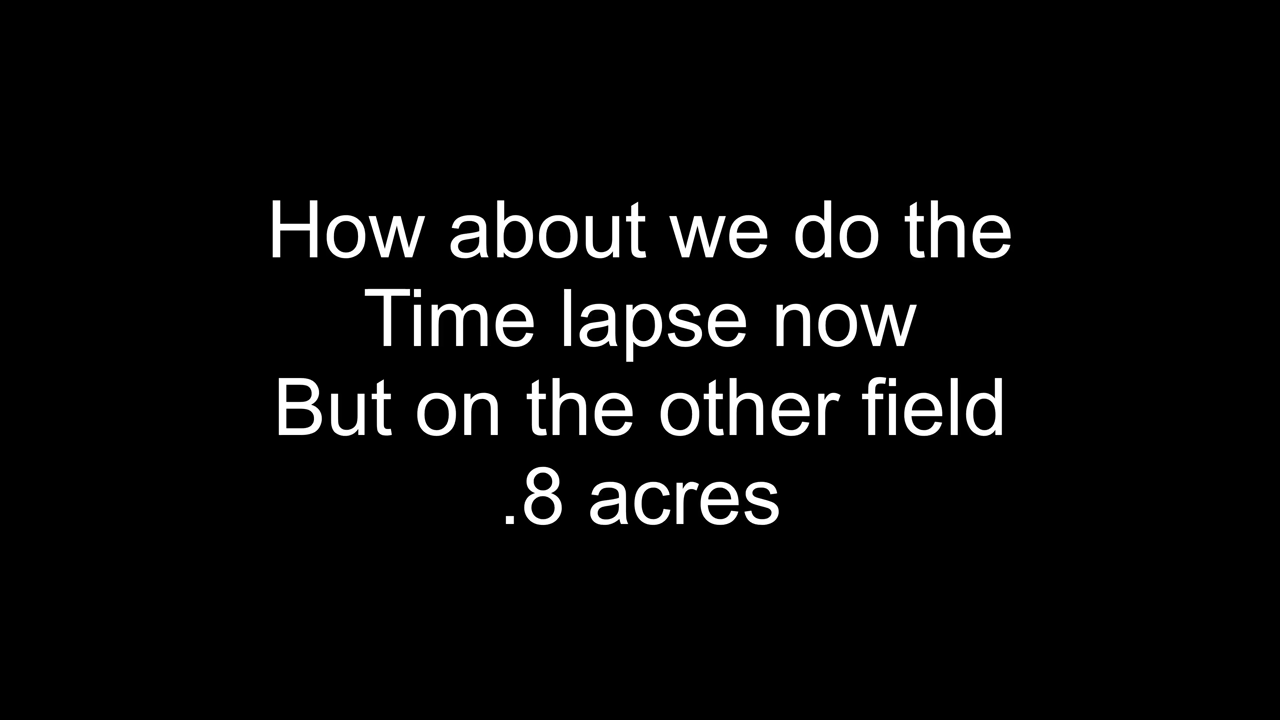 How about we do the
Time lapse now
But on the other field
.8 acres